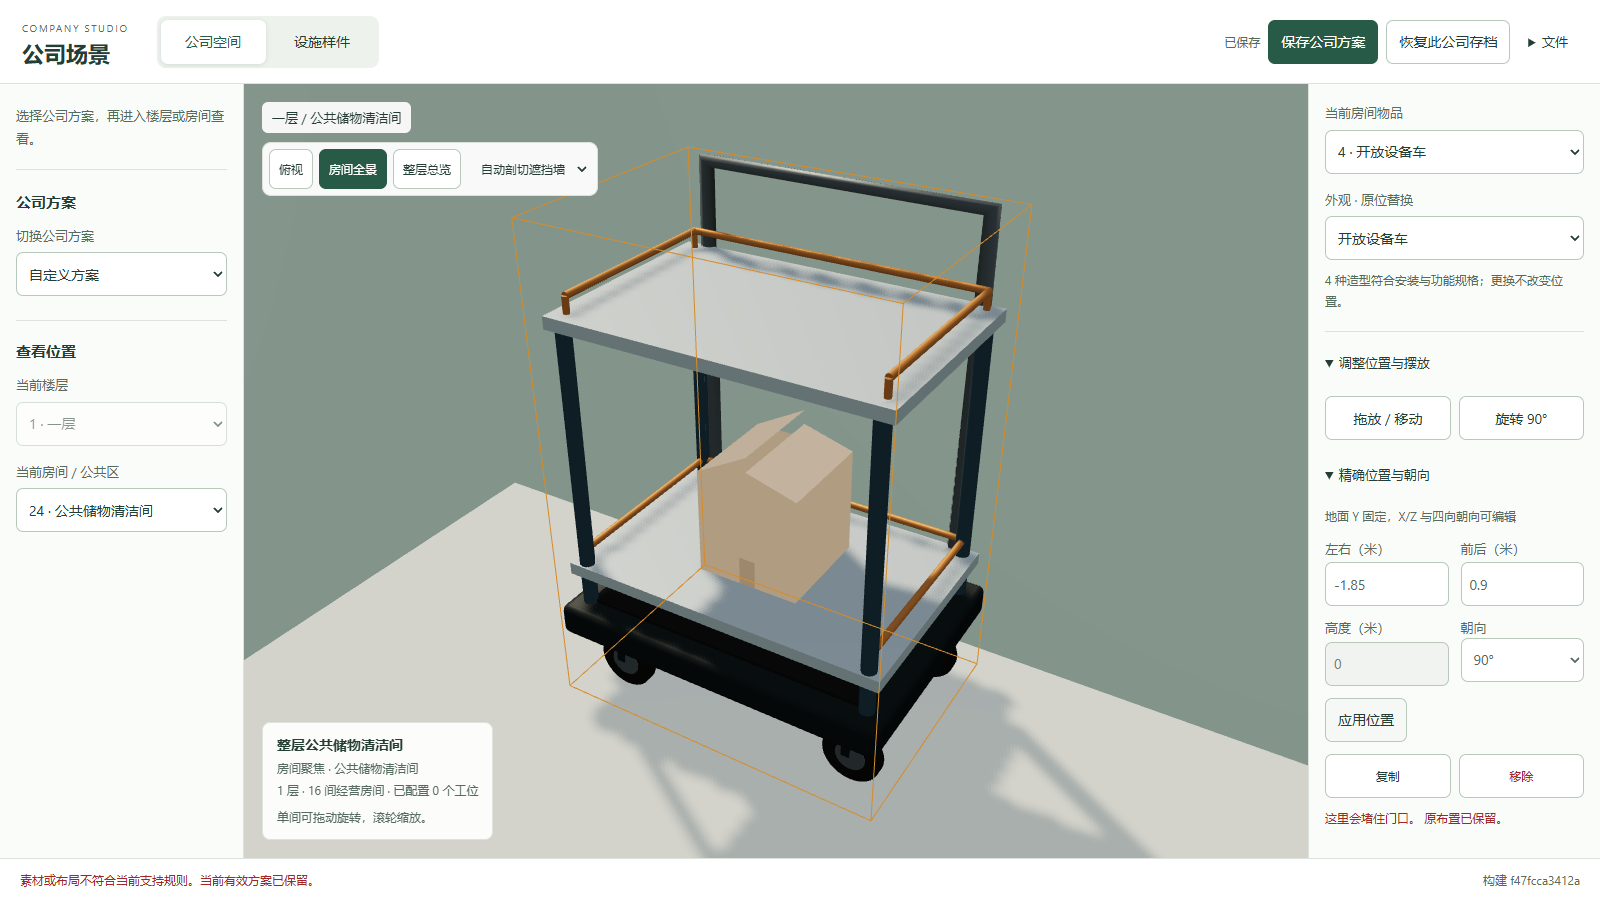 COMPANY STUDIO
公司场景
公司空间
设施样件
已保存
保存公司方案
恢复此公司存档
文件
选择公司方案，再进入楼层或房间查
看。
公司方案
切换公司方案
自定义方案
查看位置
当前楼层
1 · 一层
当前房间 / 公共区
24 · 公共储物清洁间
一层 / 公共储物清洁间
俯视
房间全景
整层总览
自动剖切遮挡墙
整层公共储物清洁间
房间聚焦 · 公共储物清洁间
1 层 · 16 间经营房间 · 已配置 0 个工位
单间可拖动旋转，滚轮缩放。
当前房间物品
4 · 开放设备车
外观 · 原位替换
开放设备车
4 种造型符合安装与功能规格；更换不改变位
置。
调整位置与摆放
拖放 / 移动
旋转 90°
精确位置与朝向
地面 Y 固定，X/Z 与四向朝向可编辑
左右（米）
前后（米）
-1.85
0.9
高度（米）
朝向
0
90°
应用位置
复制
移除
这里会堵住门口。 原布置已保留。
素材或布局不符合当前支持规则。当前有效方案已保留。
构建 f47fcca3412a